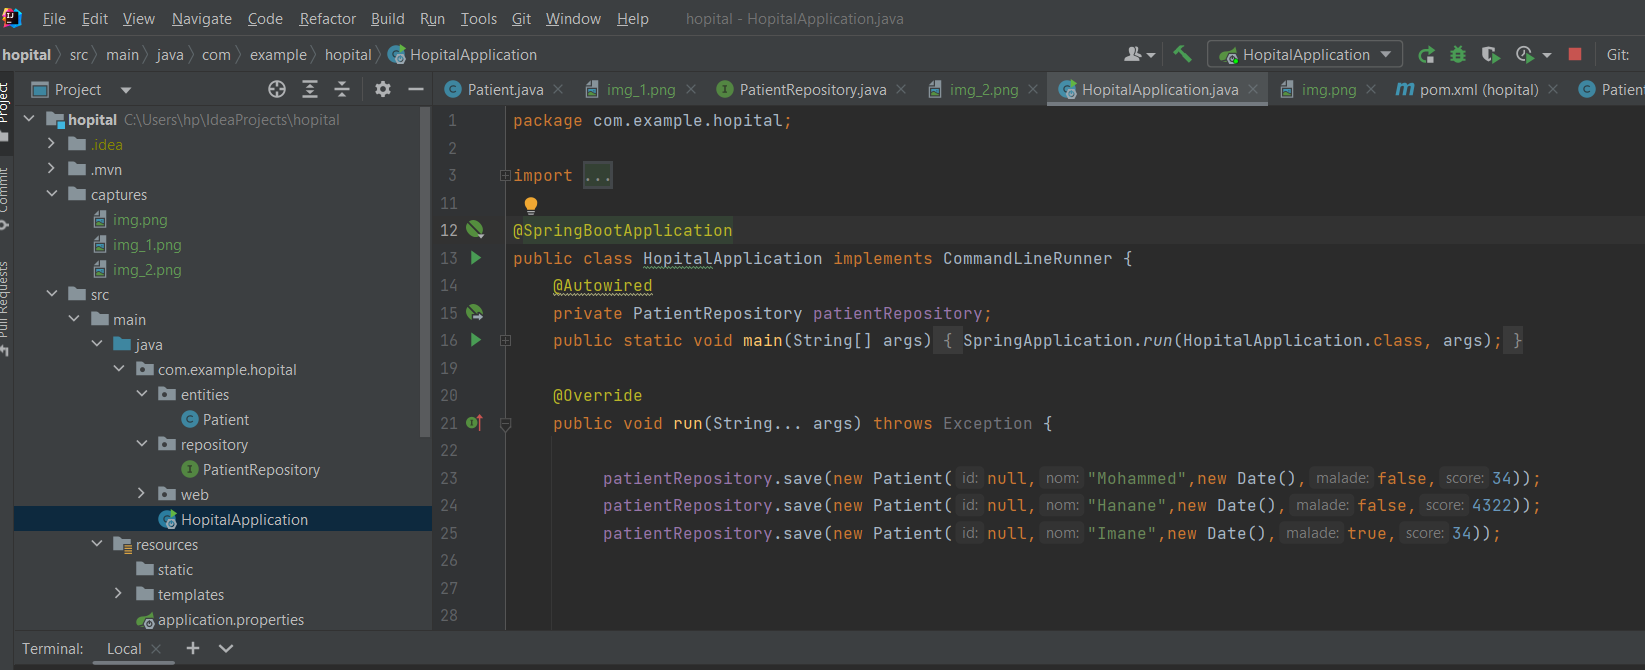 File Edit View Navigate Code Refactor Build Run Tools Git Window Help hopital - HopitalApplication.java
hopital src main java com example hopital HopitalApplication HopitalApplication Git:
Project Patient.java img_1.png PatientRepository.java img_2.png HopitalApplication.java img.png pom.xml (hopital) Patient
Project
Commit
Pull Requests
hopital C:\Users\hp\IdeaProjects\hopital
.idea
.mvn
captures
img.png
img_1.png
img_2.png
src
main
java
com.example.hopital
entities
Patient
repository
PatientRepository
web
HopitalApplication
resources
static
templates
application.properties
1 package com.example.hopital;
2
3 import ...
11
12 @SpringBootApplication
13 public class HopitalApplication implements CommandLineRunner {
14 @Autowired
15 private PatientRepository patientRepository;
16 public static void main(String[] args) { SpringApplication.run(HopitalApplication.class, args); }
19
20 @Override
21 public void run(String... args) throws Exception {
22
23 patientRepository.save(new Patient( id: null, nom: "Mohammed",new Date(), malade: false, score: 34));
24 patientRepository.save(new Patient( id: null, nom: "Hanane",new Date(), malade: false, score: 4322));
25 patientRepository.save(new Patient( id: null, nom: "Imane",new Date(), malade: true, score: 34));
26
27
28
Terminal: Local